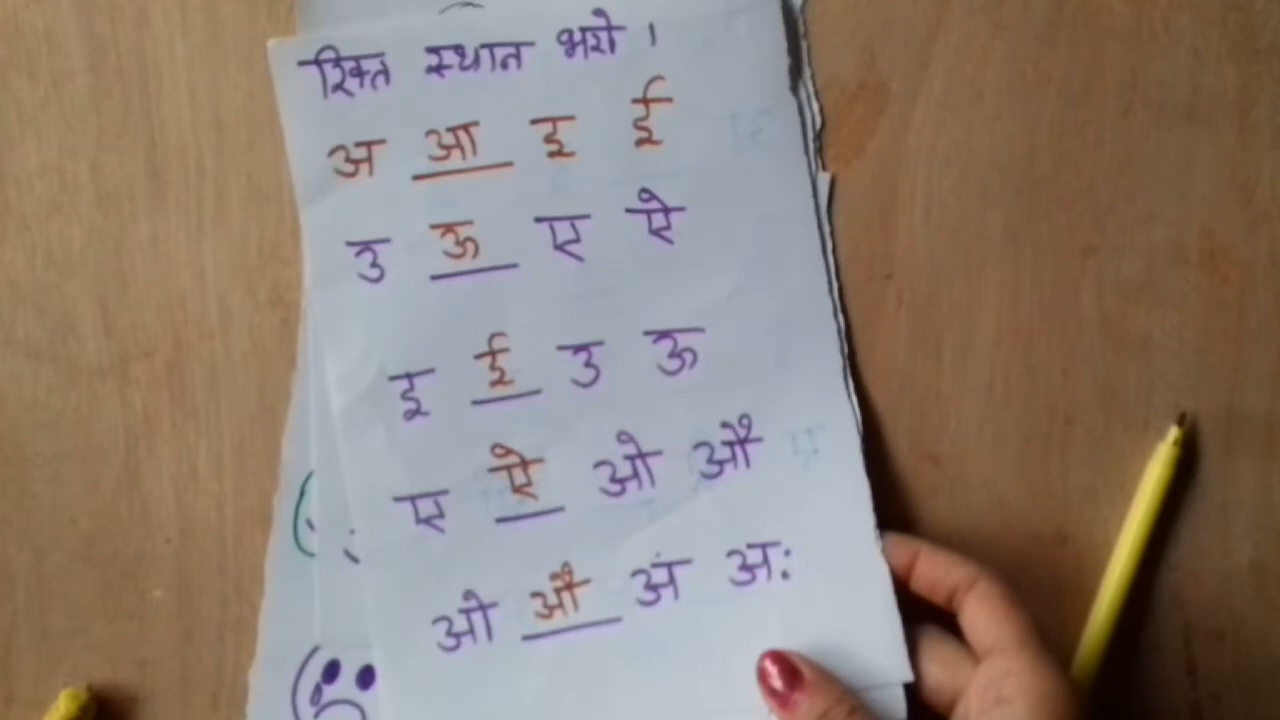 रिक्त स्थान भरो ।
अ आ इ ई
उ ऊ ए ऐ
इ ई उ ऊ
ए ऐ ओ औ
ओ औ अं अः